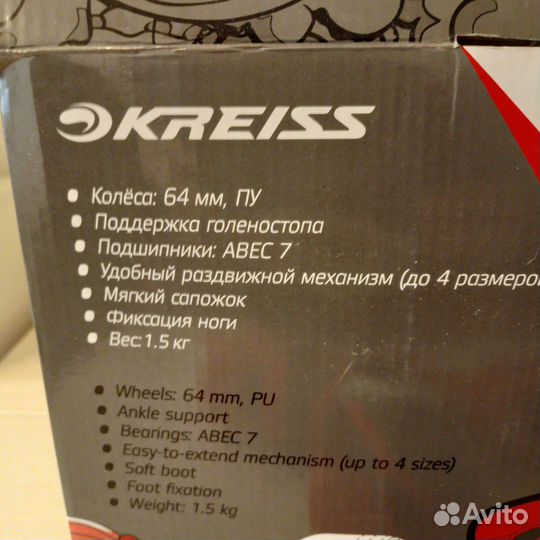 KREISS
• Колёса: 64 мм, ПУ
• Поддержка голеностопа
• Подшипники: ABEC 7
• Удобный раздвижной механизм (до 4 размеро
• Мягкий сапожок
• Фиксация ноги
• Вес: 1.5 кг
• Wheels: 64 mm, PU
• Ankle support
• Bearings: ABEC 7
• Easy-to-extend mechanism (up to 4 sizes)
• Soft boot
• Foot fixation
• Weight: 1.5 kg
Avito